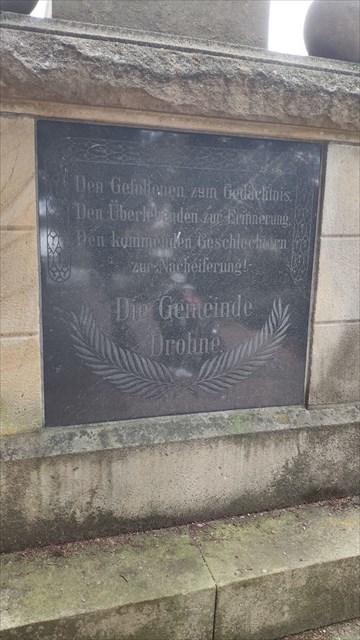 Den Gefallenen zum Gedächtnis,
Den Überlebenden zur Erinnerung,
Den kommenden Geschlechtern
zur Nacheiferung!
Die Gemeinde
Drohne.